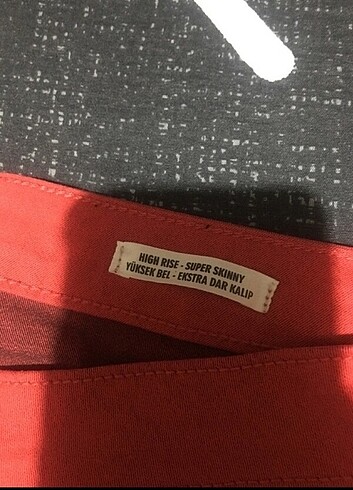 HIGH RISE - SUPER SKINNY
YÜKSEK BEL - EKSTRA DAR KALIP